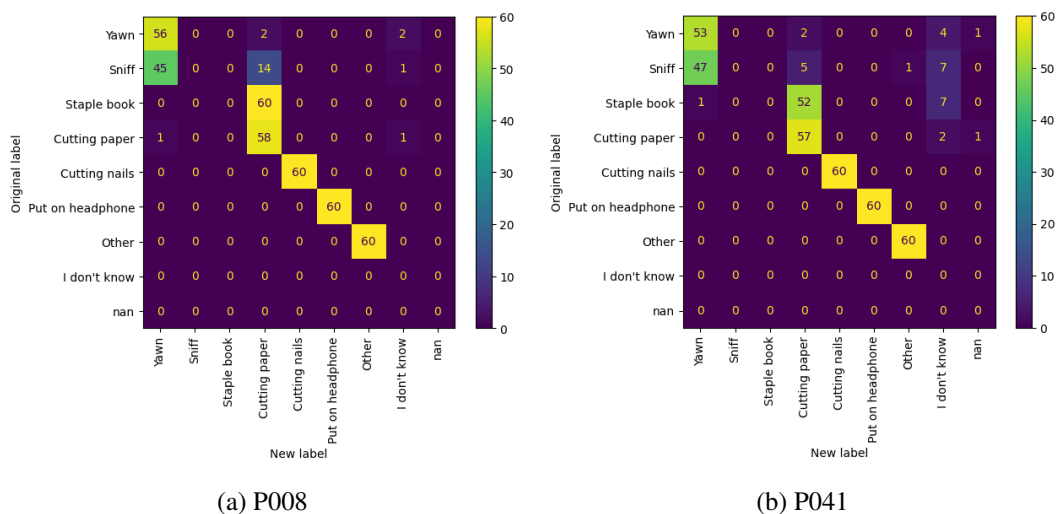 Original label
Yawn 56 0 0 2 0 0 0 2 0
Sniff 45 0 0 14 0 0 0 1 0
Staple book 0 0 0 60 0 0 0 0 0
Cutting paper 1 0 0 58 0 0 0 1 0
Cutting nails 0 0 0 0 60 0 0 0 0
Put on headphone 0 0 0 0 0 60 0 0 0
Other 0 0 0 0 0 0 60 0 0
I don't know 0 0 0 0 0 0 0 0 0
nan 0 0 0 0 0 0 0 0 0
Yawn
Sniff
Staple book
Cutting paper
Cutting nails
Put on headphone
Other
I don't know
nan
New label
60
50
40
30
20
10
0
(a) P008
Original label
Yawn 53 0 0 2 0 0 0 4 1
Sniff 47 0 0 5 0 0 1 7 0
Staple book 1 0 0 52 0 0 0 7 0
Cutting paper 0 0 0 57 0 0 0 2 1
Cutting nails 0 0 0 0 60 0 0 0 0
Put on headphone 0 0 0 0 0 60 0 0 0
Other 0 0 0 0 0 0 60 0 0
I don't know 0 0 0 0 0 0 0 0 0
nan 0 0 0 0 0 0 0 0 0
Yawn
Sniff
Staple book
Cutting paper
Cutting nails
Put on headphone
Other
I don't know
nan
New label
60
50
40
30
20
10
0
(b) P041